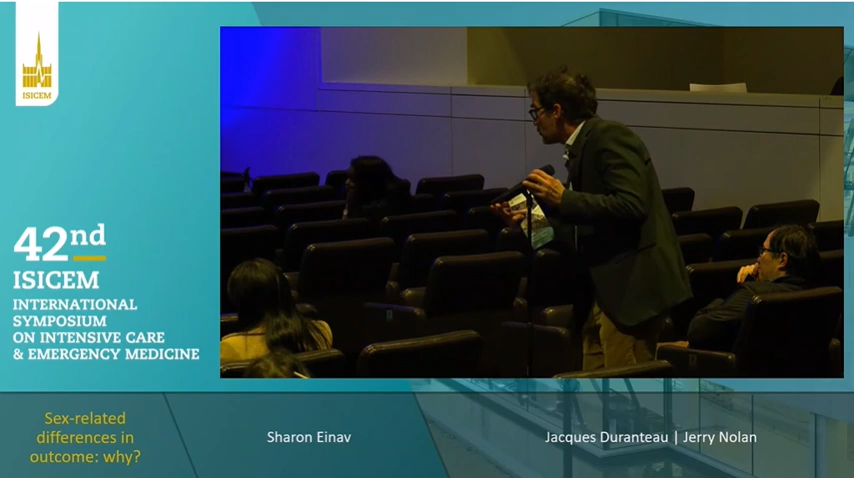 ISICEM
42nd
ISICEM
INTERNATIONAL
SYMPOSIUM
ON INTENSIVE CARE
& EMERGENCY MEDICINE
Sex-related
differences in
outcome: why?
Sharon Einav
Jacques Duranteau | Jerry Nolan